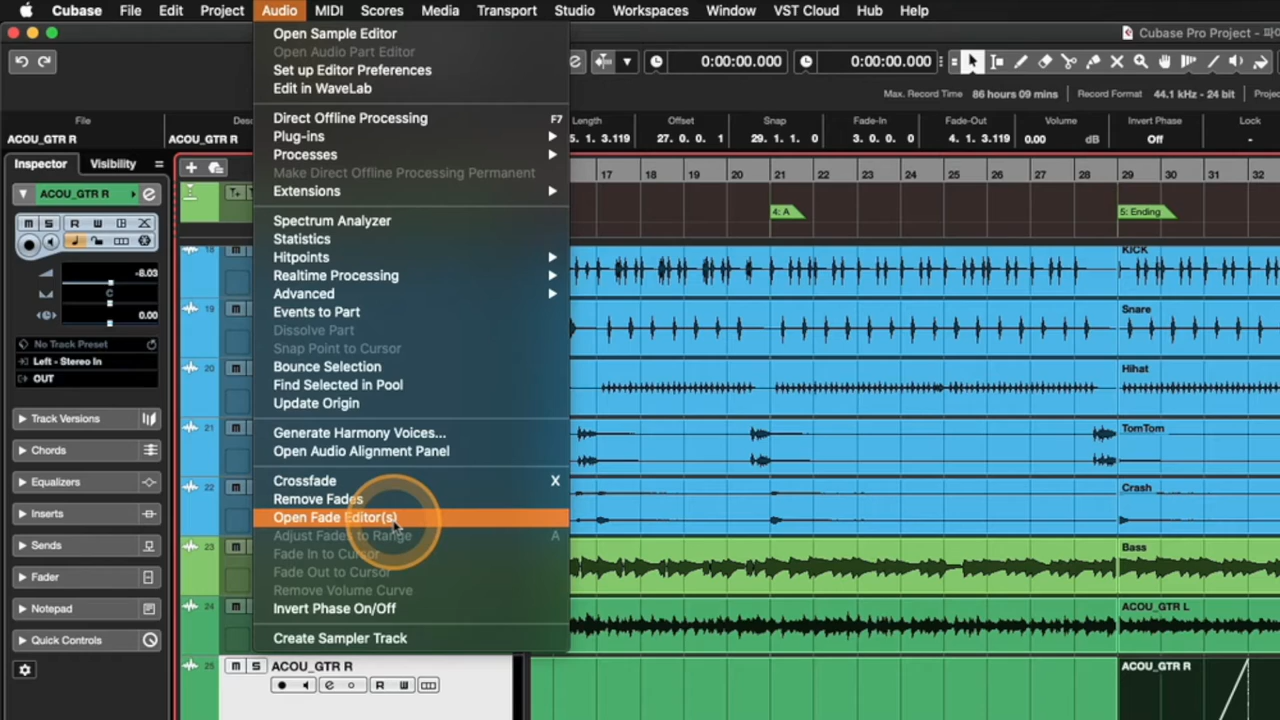 Cubase File Edit Project Audio MIDI Scores Media Transport Studio Workspaces Window VST Cloud Hub Help
Cubase Pro Project -
0:00:00.000 0:00:00.000
Max. Record Time 86 hours 09 mins Record Format 44.1 kHz - 24 bit
File Length Offset Snap Fade-In Fade-Out Volume Invert Phase Lock
ACOU_GTR R ACOU_GTR R 5. 1. 3.119 27. 0. 0. 1 29. 1. 1. 0 3. 0. 0. 0 0. 4. 3.119 0.00 dB Off -
Inspector Visibility
ACOU_GTR R
M S R W
-8.03
C
0.00
No Track Preset
Left - Stereo In
OUT
Track Versions
Chords
Equalizers
Inserts
Sends
Fader
Notepad
Quick Controls
Open Sample Editor
Open Audio Part Editor
Set up Editor Preferences
Edit in WaveLab
Direct Offline Processing F7
Plug-ins
Processes
Make Direct Offline Processing Permanent
Extensions
Spectrum Analyzer
Statistics
Hitpoints
Realtime Processing
Advanced
Events to Part
Dissolve Part
Snap Point to Cursor
Bounce Selection
Find Selected in Pool
Update Origin
Generate Harmony Voices...
Open Audio Alignment Panel
Crossfade X
Remove Fades
Open Fade Editor(s)
Adjust Fades to Range A
Fade In to Cursor
Fade Out to Cursor
Remove Volume Curve
Invert Phase On/Off
Create Sampler Track
17 18 19 20 21 22 23 24 25 26 27 28 29 30 31 32
4: A 5: Ending
18 m KICK
19 m Snare
20 m Hihat
21 m TomTom
22 m Crash
23 m Bass
24 m ACOU_GTR L
25 m S ACOU_GTR R ACOU_GTR R
R W